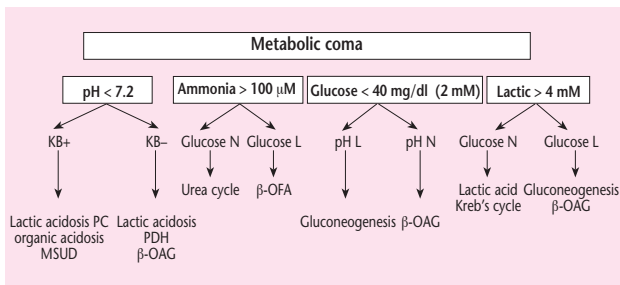 Metabolic coma
pH < 7.2
Ammonia > 100 µM
Glucose < 40 mg/dl (2 mM)
Lactic > 4 mM
KB+
KB–
Glucose N
Glucose L
pH L
pH N
Glucose N
Glucose L
Lactic acidosis PC
organic acidosis
MSUD
Lactic acidosis
PDH
β-OAG
Urea cycle
β-OFA
Gluconeogenesis
β-OAG
Lactic acid
Kreb's cycle
Gluconeogenesis
β-OAG